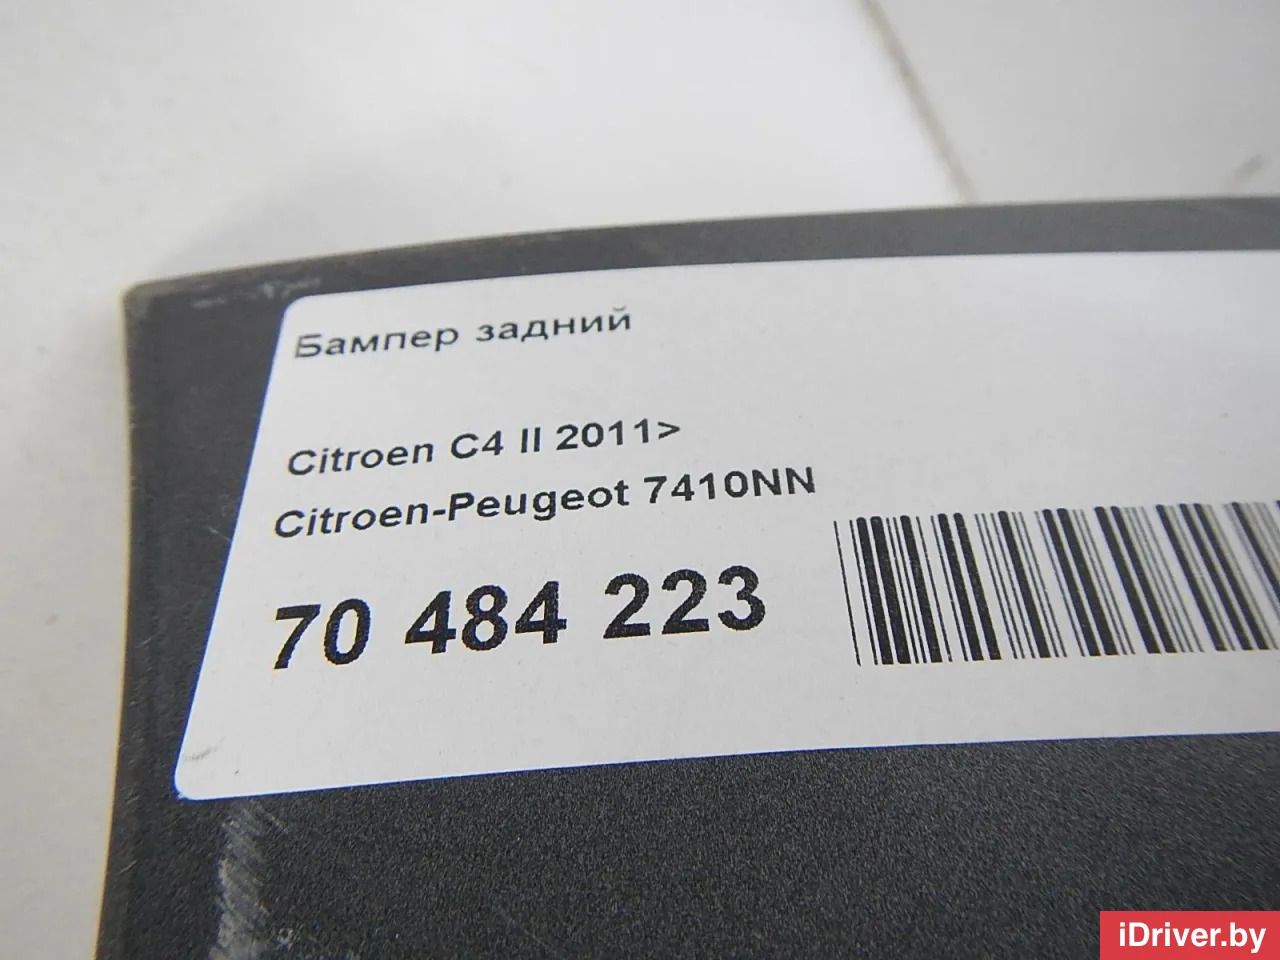 Бампер задний
Citroen C4 II 2011>
Citroen-Peugeot 7410NN
70 484 223
iDriver.by